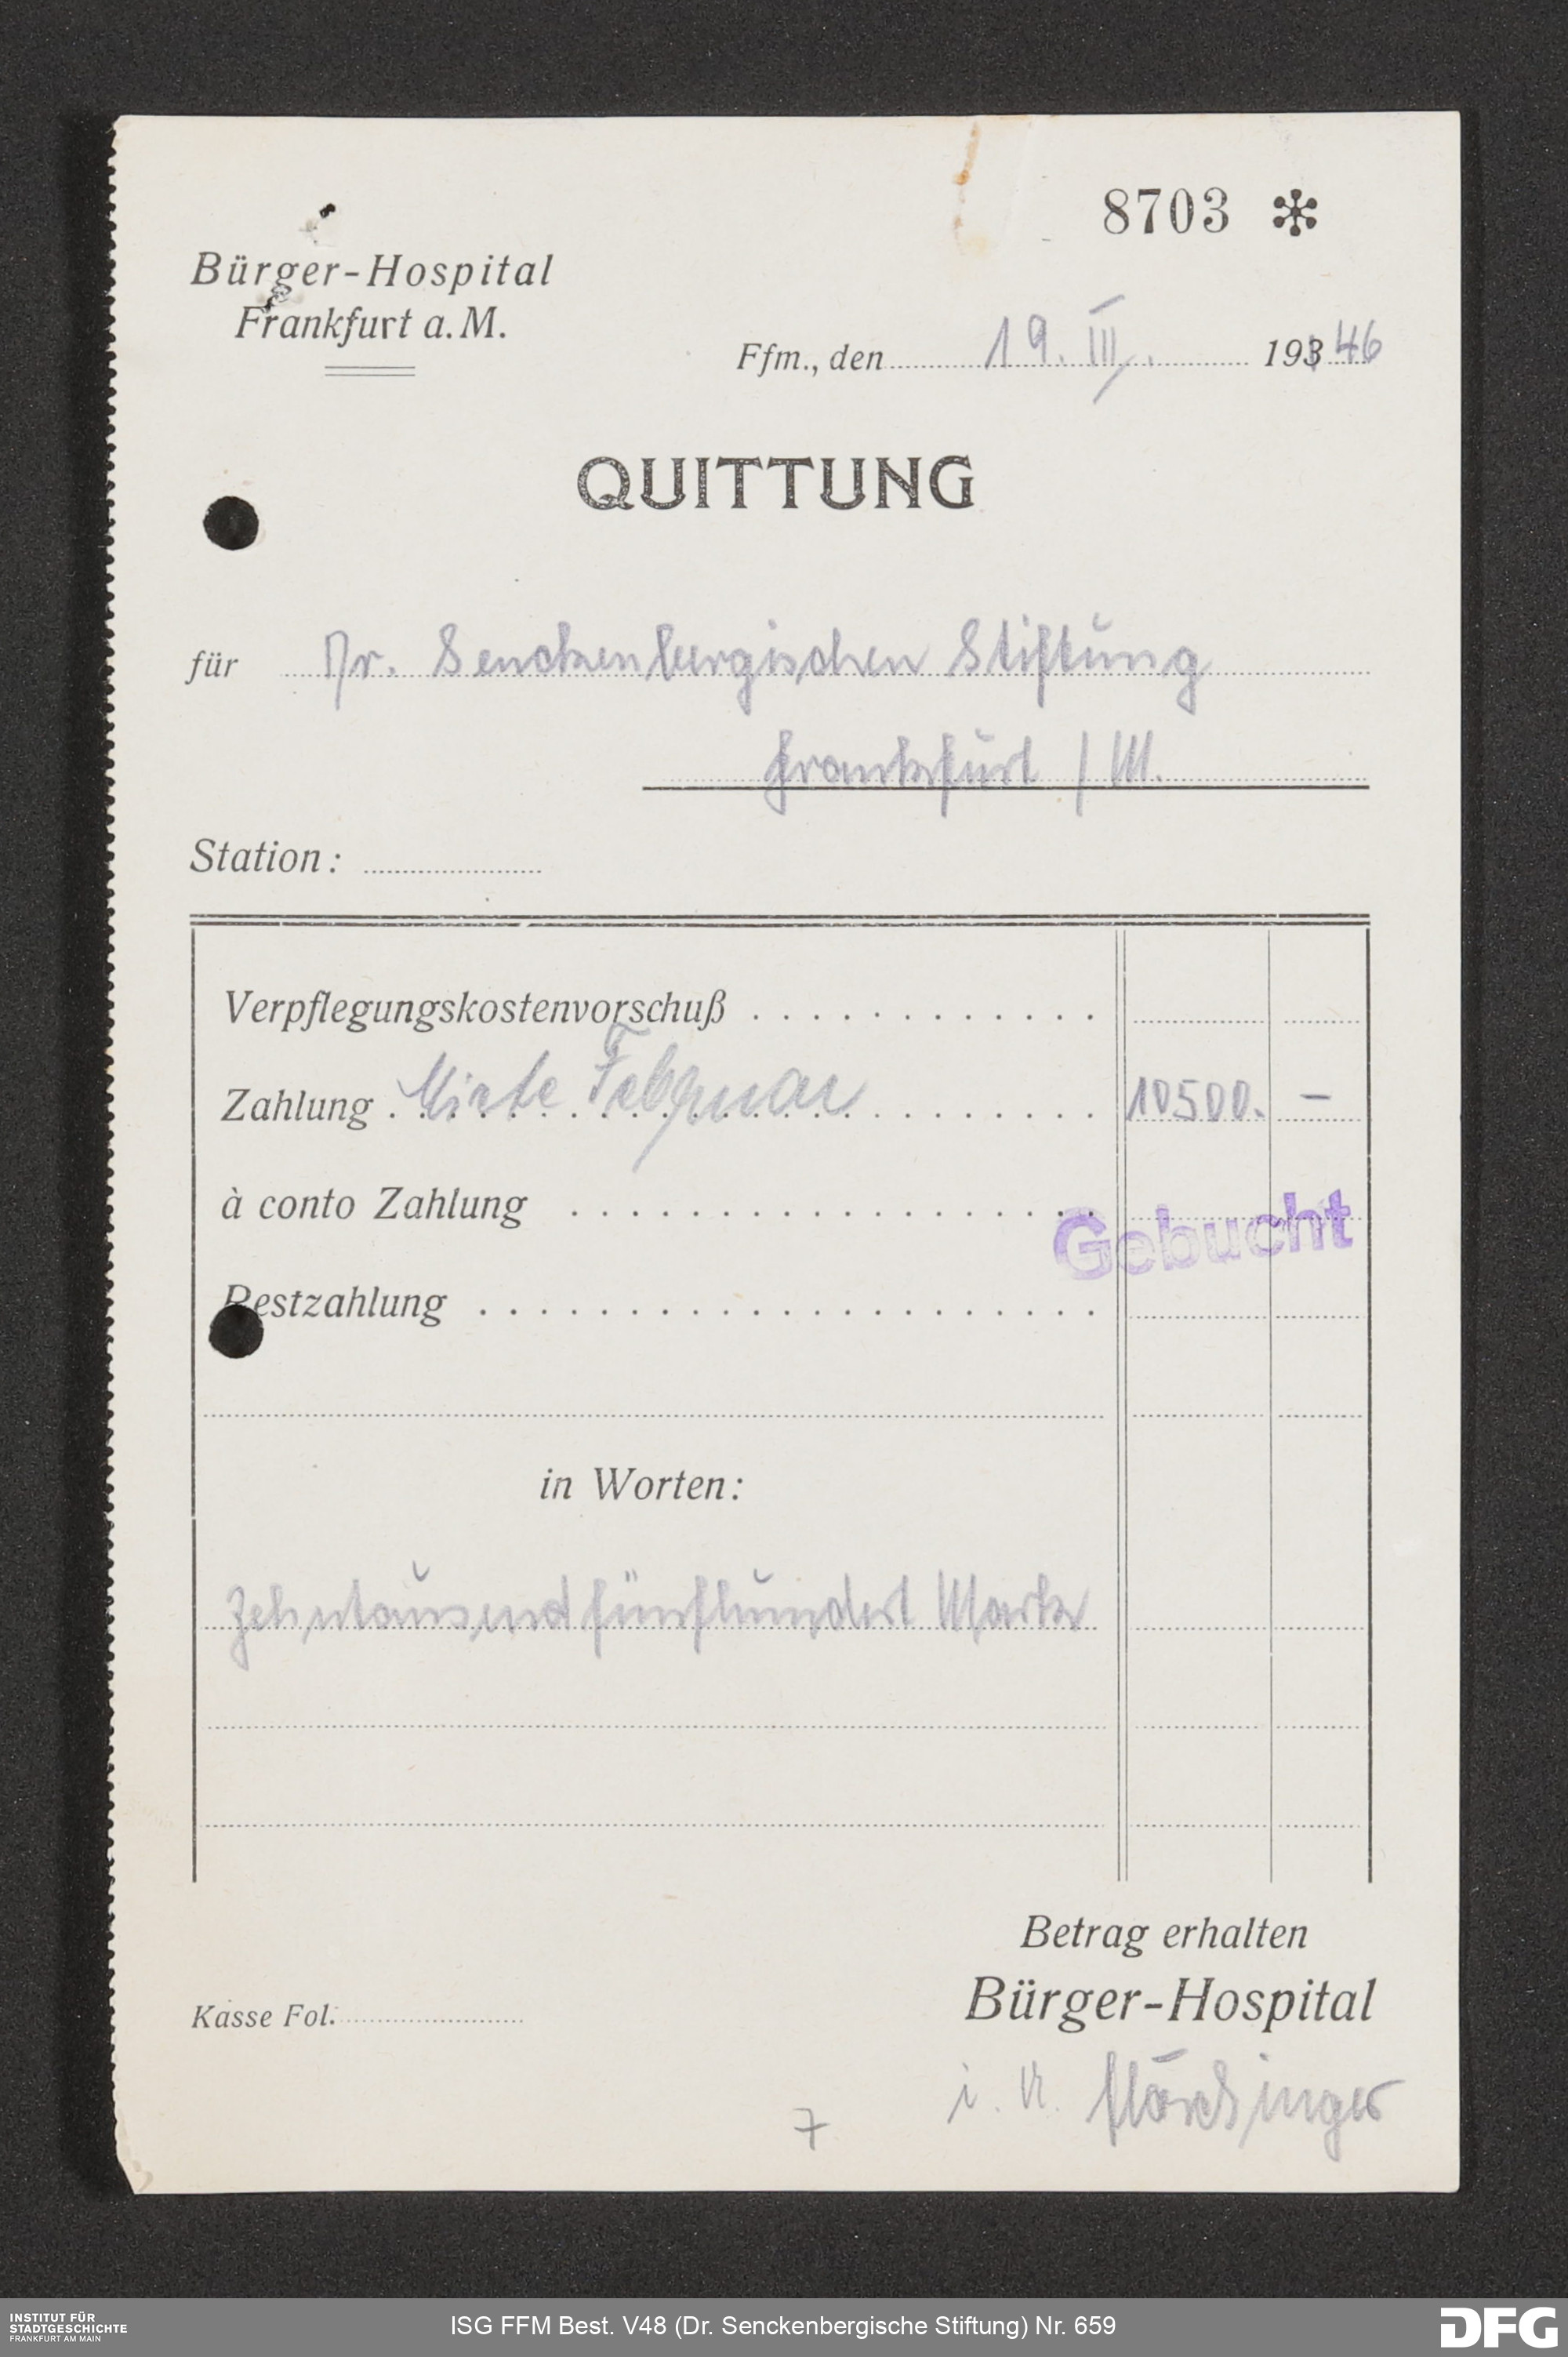 8703 ✻
Bürger-Hospital
Frankfurt a. M.
Ffm., den 19. III. 193 46
QUITTUNG
für Dr. Senckenbergischen Stiftung
Frankfurt / M.
Station:
Verpflegungskostenvorschuß
Zahlung Miete Februar 10500. –
à conto Zahlung
Gebucht
Restzahlung
in Worten:
Zehntausendfünfhundert Mark
Betrag erhalten
Bürger-Hospital
Kasse Fol.
i. A.
7
INSTITUT FÜR
STADTGESCHICHTE
FRANKFURT AM MAIN
ISG FFM Best. V48 (Dr. Senckenbergische Stiftung) Nr. 659
DFG